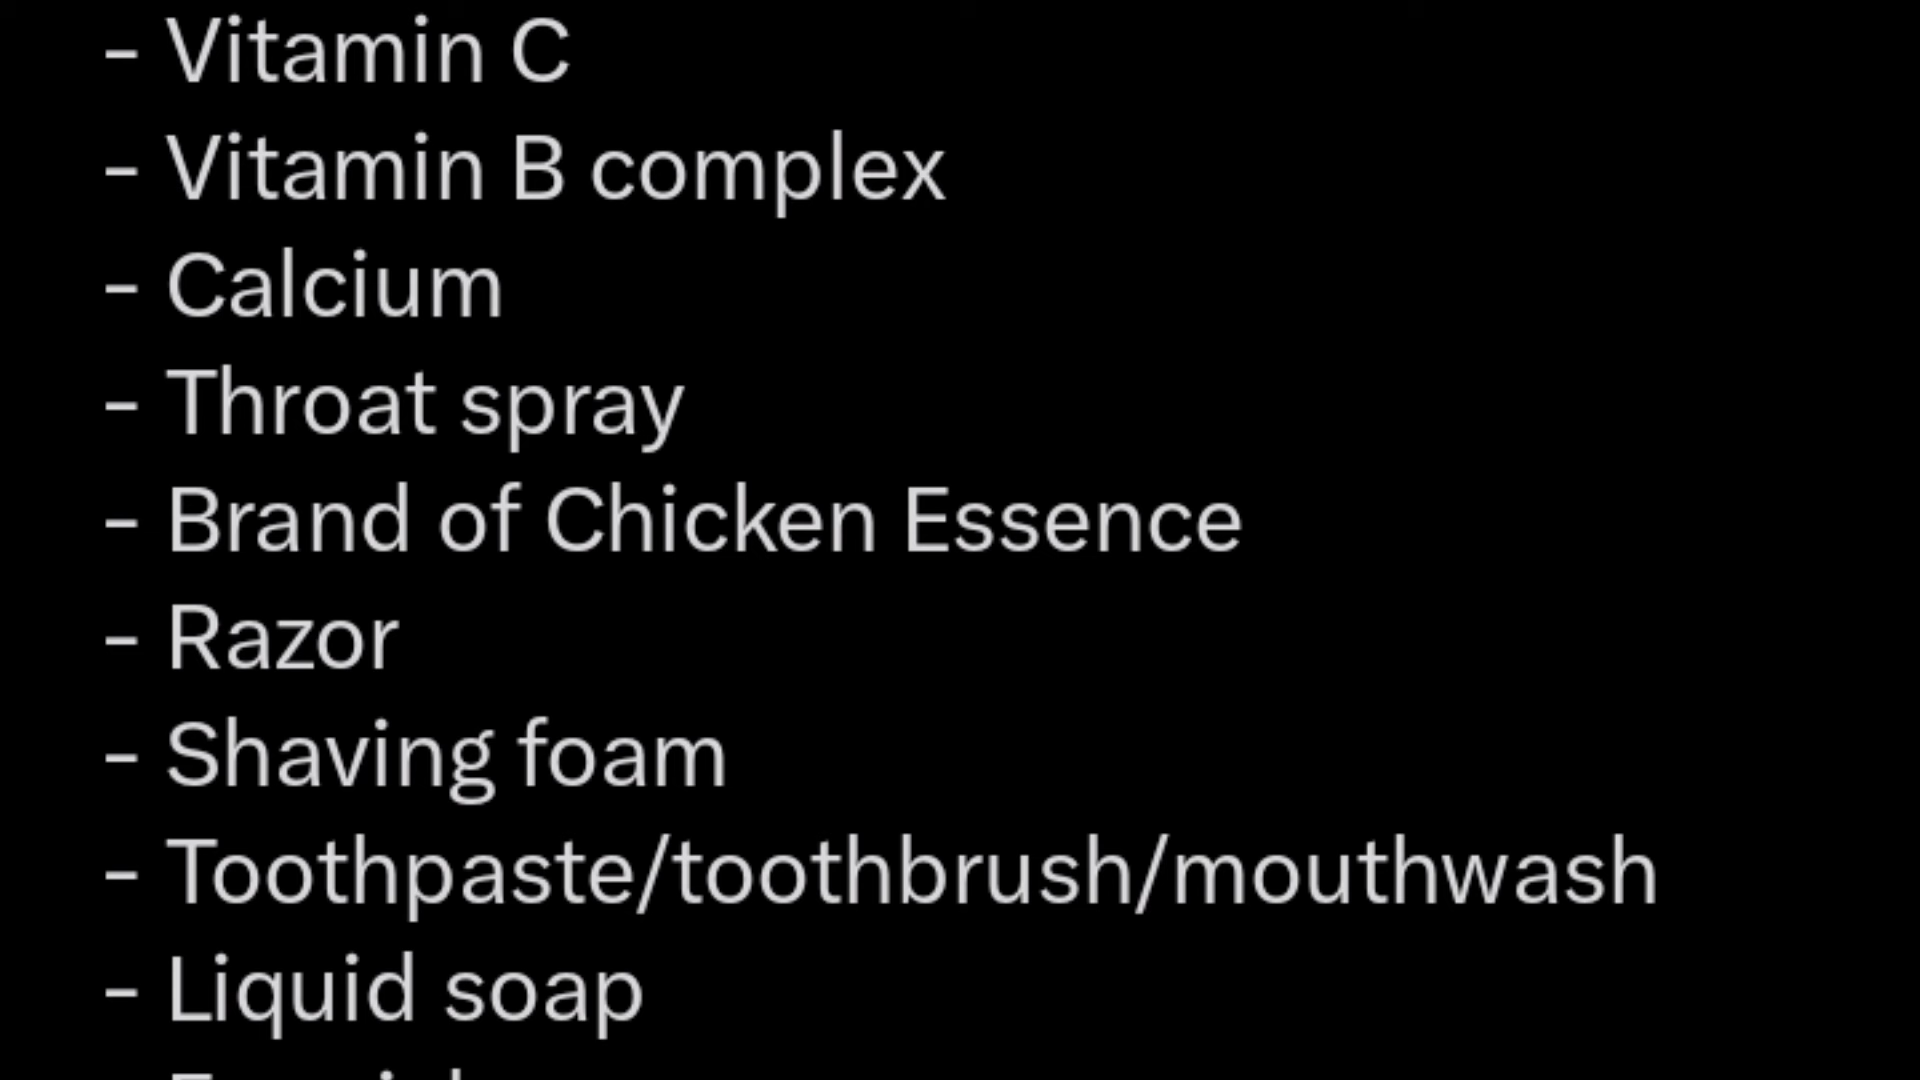 - Vitamin C
- Vitamin B complex
- Calcium
- Throat spray
- Brand of Chicken Essence
- Razor
- Shaving foam
- Toothpaste/toothbrush/mouthwash
- Liquid soap